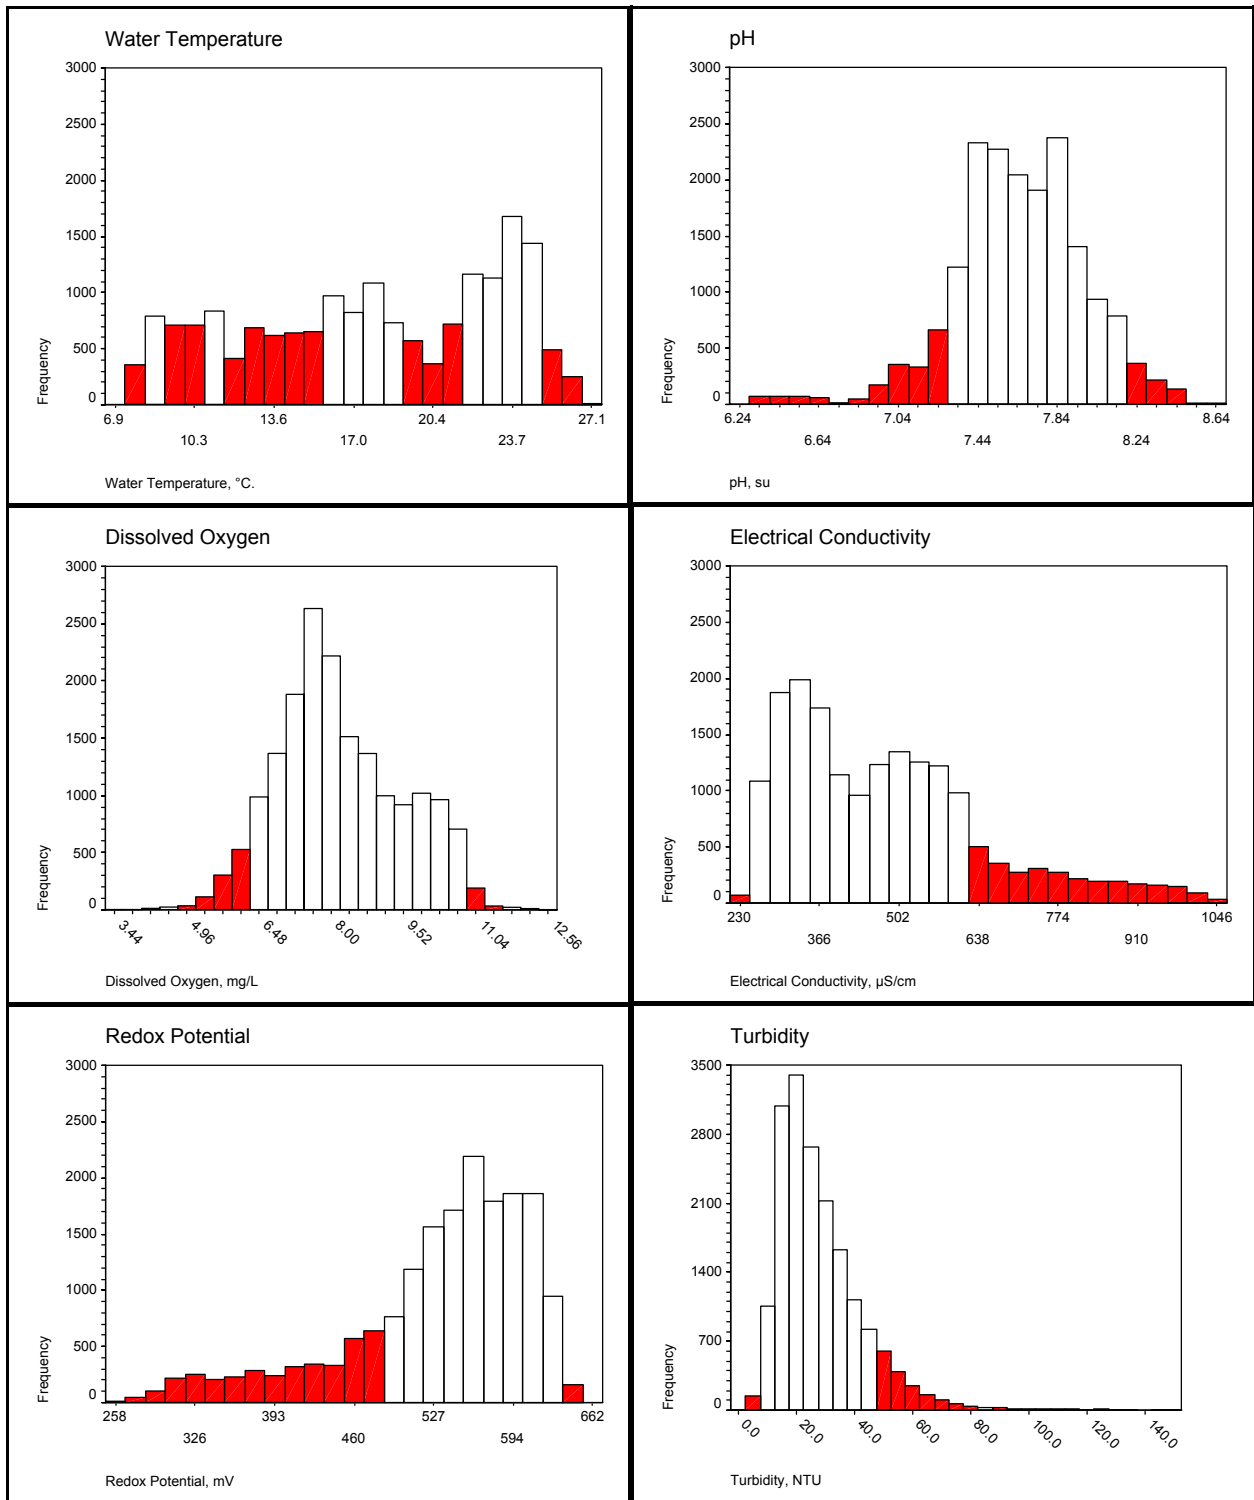 Water Temperature
3000
2500
2000
1500
1000
500
0
Frequency
6.9 13.6 20.4 27.1
10.3 17.0 23.7
Water Temperature, °C.
pH
3000
2500
2000
1500
1000
500
0
Frequency
6.24 7.04 7.84 8.64
6.64 7.44 8.24
pH, su
Dissolved Oxygen
3000
2500
2000
1500
1000
500
0
Frequency
3.44 4.96 6.48 8.00 9.52 11.04 12.56
Dissolved Oxygen, mg/L
Electrical Conductivity
3000
2500
2000
1500
1000
500
0
Frequency
230 502 774 1046
366 638 910
Electrical Conductivity, µS/cm
Redox Potential
3000
2500
2000
1500
1000
500
0
Frequency
258 393 527 662
326 460 594
Redox Potential, mV
Turbidity
3500
2800
2100
1400
700
0
Frequency
0.0 20.0 40.0 60.0 80.0 100.0 120.0 140.0
Turbidity, NTU